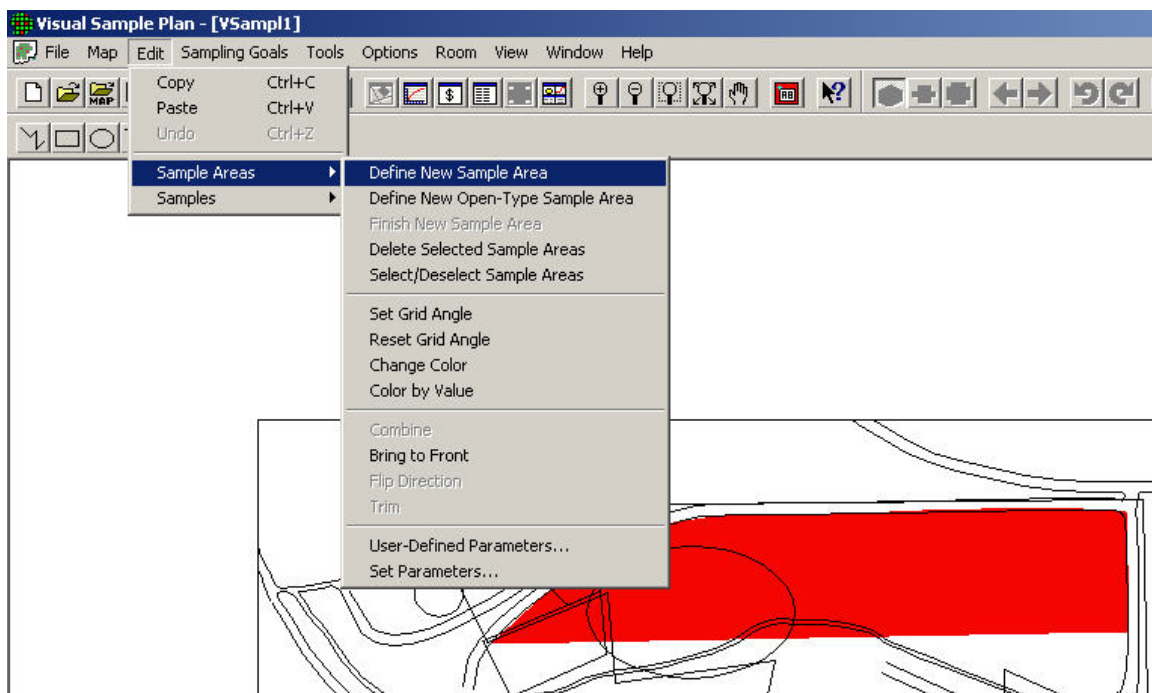 Visual Sample Plan - [VSampl1]
File Map Edit Sampling Goals Tools Options Room View Window Help
MAP
$
RB
?
Copy Ctrl+C
Paste Ctrl+V
Undo Ctrl+Z
Sample Areas
Samples
Define New Sample Area
Define New Open-Type Sample Area
Finish New Sample Area
Delete Selected Sample Areas
Select/Deselect Sample Areas
Set Grid Angle
Reset Grid Angle
Change Color
Color by Value
Combine
Bring to Front
Flip Direction
Trim
User-Defined Parameters...
Set Parameters...